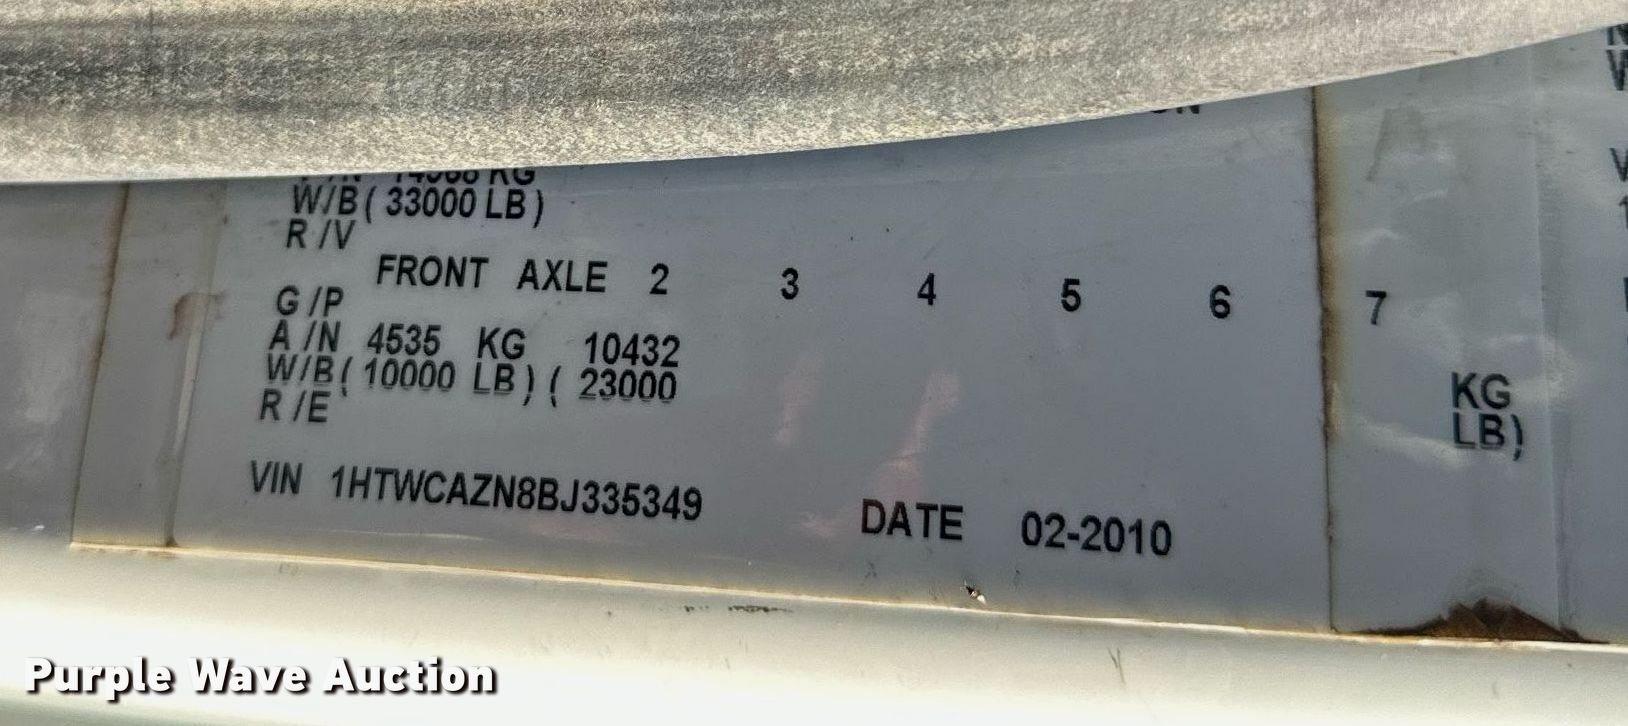 KG
W/B ( 33000 LB )
R /V
FRONT AXLE 2 3 4 5 6 7
G /P
A /N 4535 KG 10432 KG
W/B ( 10000 LB ) ( 23000 LB)
R /E
VIN 1HTWCAZN8BJ335349 DATE 02-2010
Purple Wave Auction